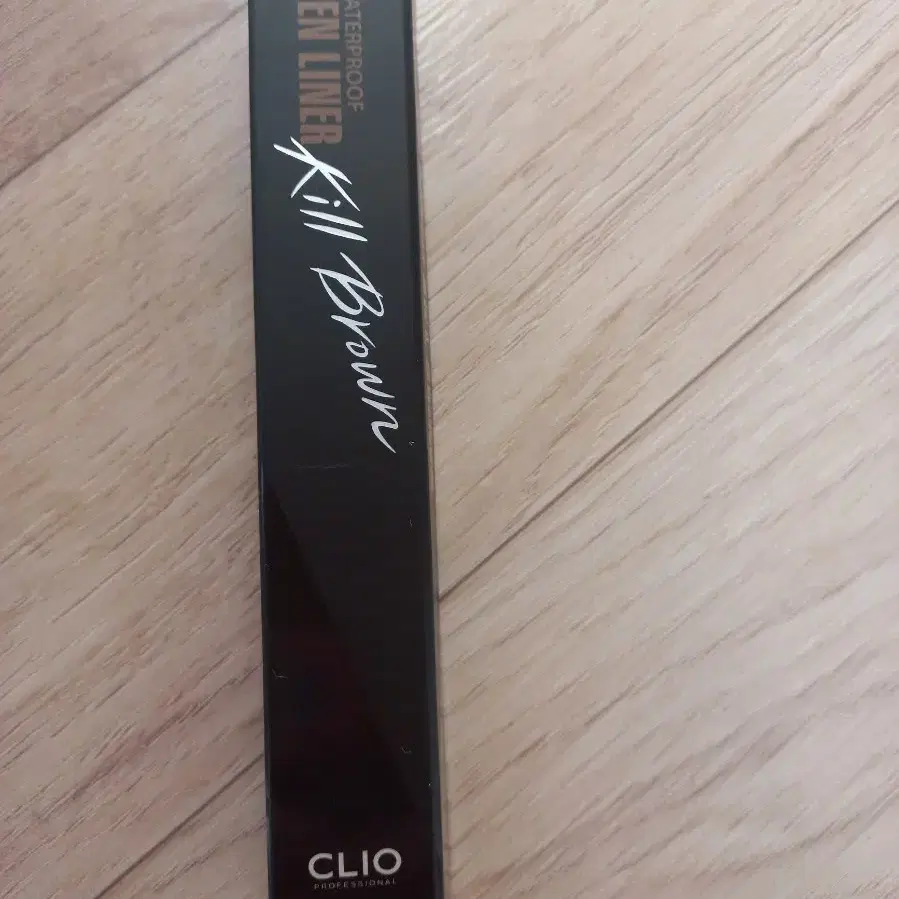 ATERPROOF
EN LINER
Kill Brown
CLIO
PROFESSIONAL